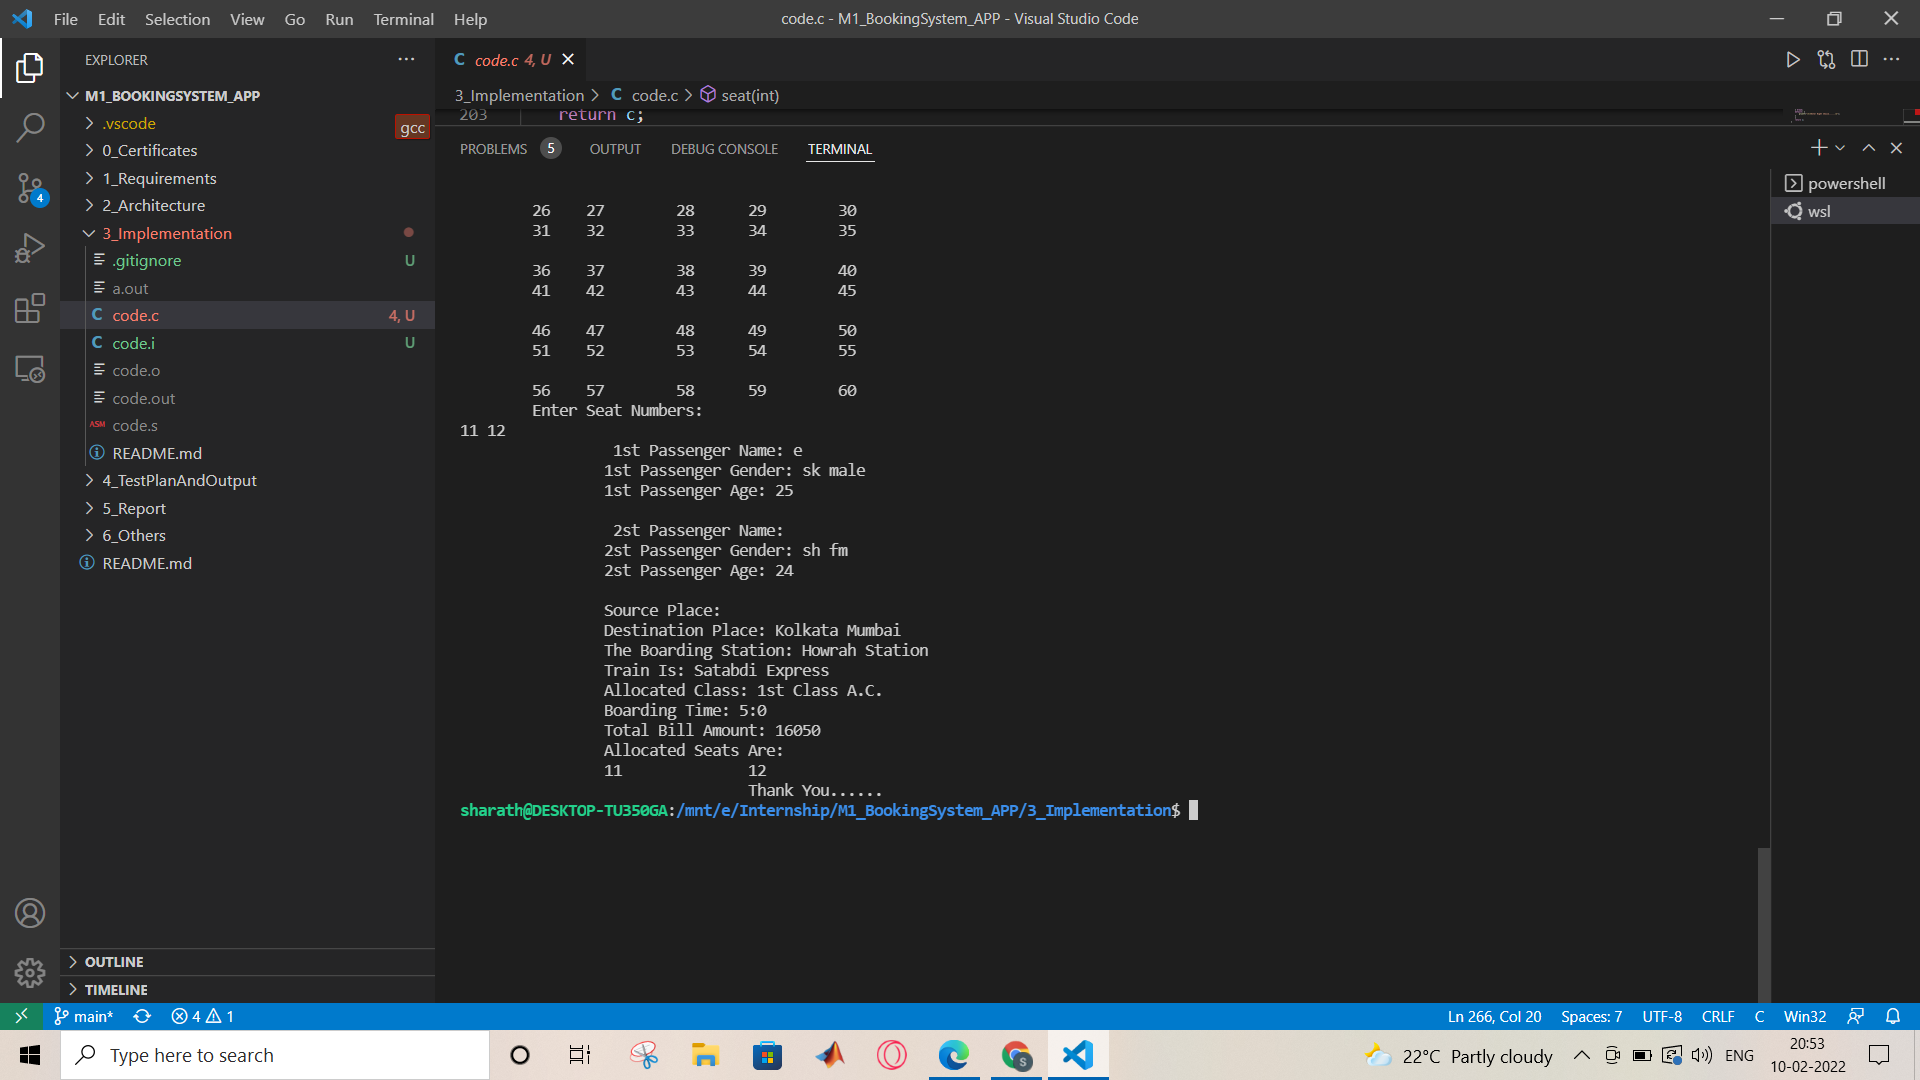 File Edit Selection View Go Run Terminal Help
code.c - M1_BookingSystem_APP - Visual Studio Code
EXPLORER
M1_BOOKINGSYSTEM_APP
.vscode
gcc
0_Certificates
1_Requirements
2_Architecture
3_Implementation
.gitignore U
a.out
C code.c 4, U
C code.i U
code.o
code.out
ASM code.s
README.md
4_TestPlanAndOutput
5_Report
6_Others
README.md
OUTLINE
TIMELINE
4
C code.c 4, U
3_Implementation > C code.c > seat(int)
203 return c;
PROBLEMS 5 OUTPUT DEBUG CONSOLE TERMINAL
powershell
wsl
26 27 28 29 30
31 32 33 34 35
36 37 38 39 40
41 42 43 44 45
46 47 48 49 50
51 52 53 54 55
56 57 58 59 60
Enter Seat Numbers:
11 12
1st Passenger Name: e
1st Passenger Gender: sk male
1st Passenger Age: 25
2st Passenger Name:
2st Passenger Gender: sh fm
2st Passenger Age: 24
Source Place:
Destination Place: Kolkata Mumbai
The Boarding Station: Howrah Station
Train Is: Satabdi Express
Allocated Class: 1st Class A.C.
Boarding Time: 5:0
Total Bill Amount: 16050
Allocated Seats Are:
11 12
Thank You......
sharath@DESKTOP-TU350GA:/mnt/e/Internship/M1_BookingSystem_APP/3_Implementation$
main* 4 1
Ln 266, Col 20 Spaces: 7 UTF-8 CRLF C Win32
Type here to search
S
22°C Partly cloudy
ENG
20:53
10-02-2022